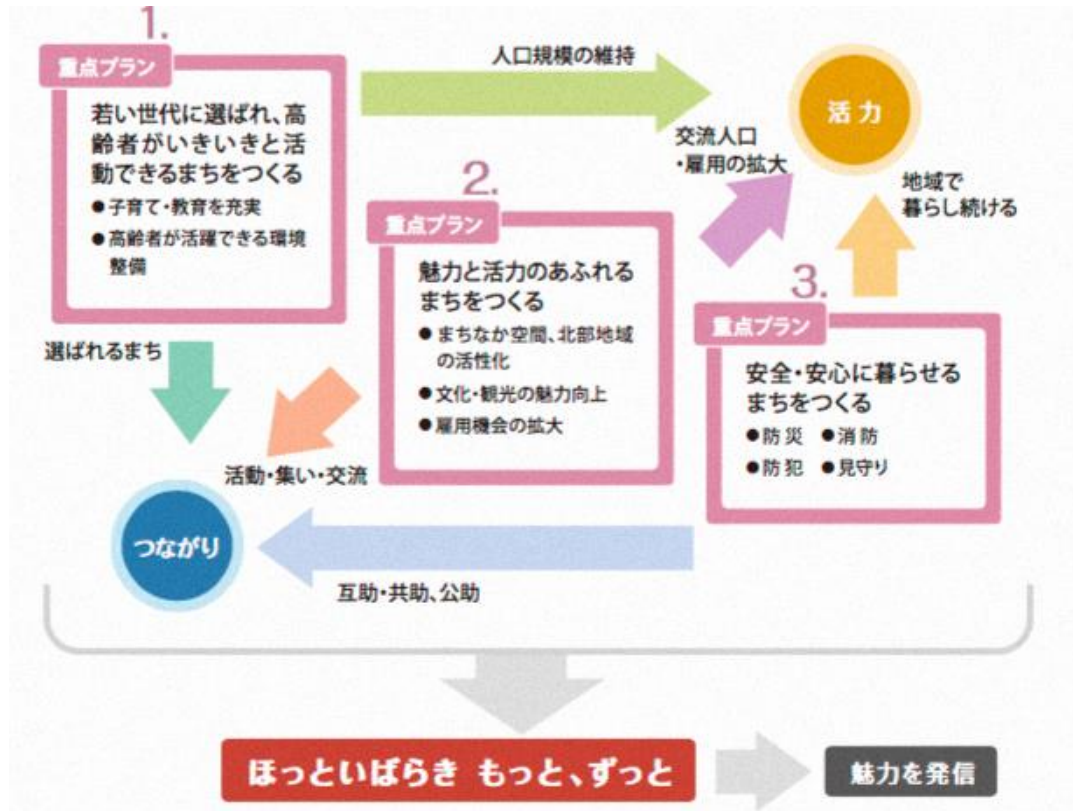 1.
重点プラン
若い世代に選ばれ、高
齢者がいきいきと活
動できるまちをつくる
●子育て・教育を充実
●高齢者が活躍できる環境
整備
人口規模の維持
活力
交流人口
・雇用の拡大
地域で
暮らし続ける
2.
重点プラン
魅力と活力のあふれる
まちをつくる
●まちなか空間、北部地域
の活性化
●文化・観光の魅力向上
●雇用機会の拡大
3.
重点プラン
安全・安心に暮らせる
まちをつくる
●防災 ●消防
●防犯 ●見守り
選ばれるまち
活動・集い・交流
つながり
互助・共助、公助
ほっといばらき もっと、ずっと
魅力を発信